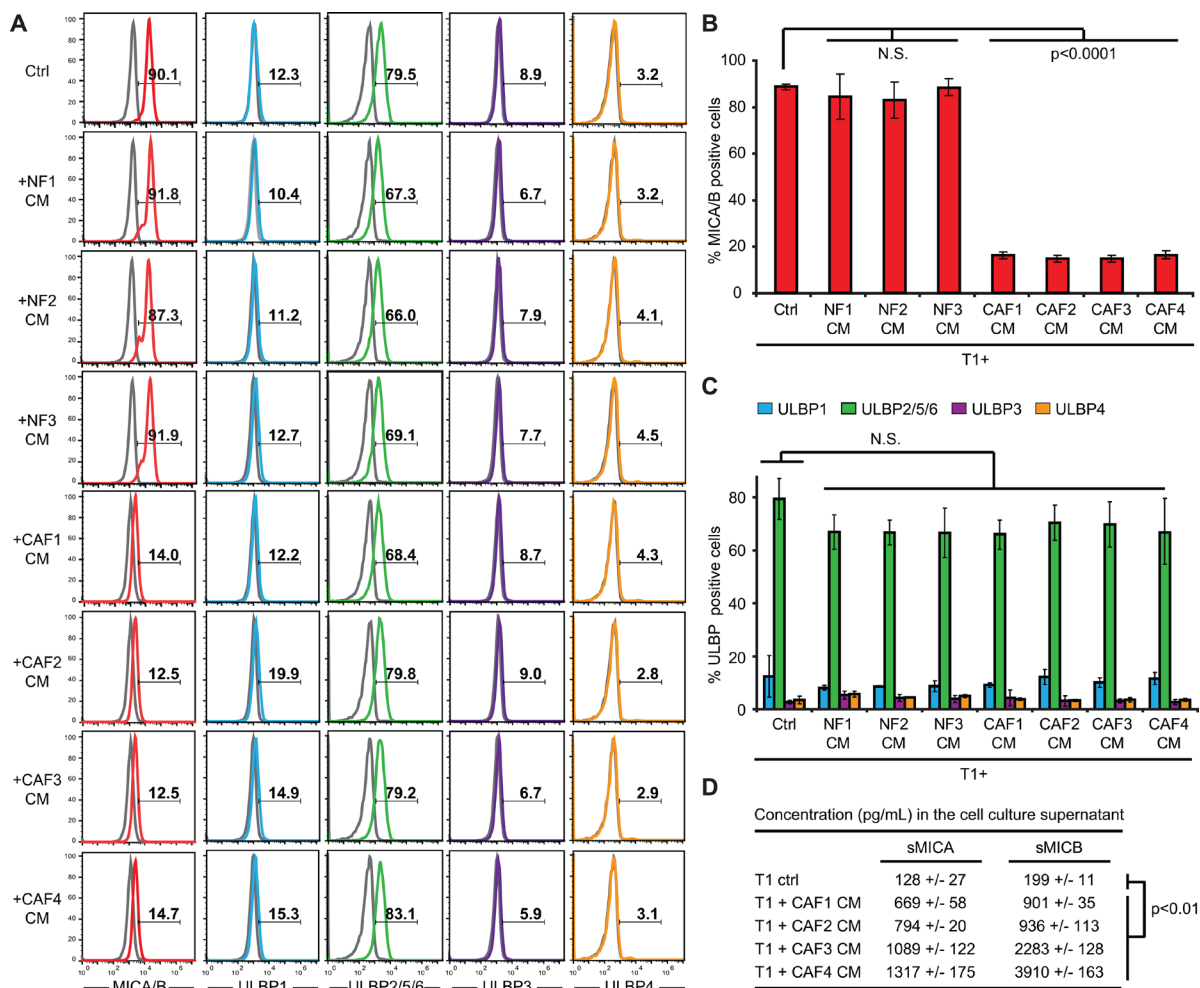 A
Ctrl
90.1
12.3
79.5
8.9
3.2
+NF1
CM
91.8
10.4
67.3
6.7
3.2
+NF2
CM
87.3
11.2
66.0
7.9
4.1
+NF3
CM
91.9
12.7
69.1
7.7
4.5
+CAF1
CM
14.0
12.2
68.4
8.7
4.3
+CAF2
CM
12.5
19.9
79.8
9.0
2.8
+CAF3
CM
12.5
14.9
79.2
6.7
2.9
+CAF4
CM
14.7
15.3
83.1
5.9
3.1
MICA/B
ULBP1
ULBP2/5/6
ULBP3
ULBP4
B
N.S.
p<0.0001
% MICA/B positive cells
100
80
60
40
20
0
Ctrl
NF1
CM
NF2
CM
NF3
CM
CAF1
CM
CAF2
CM
CAF3
CM
CAF4
CM
T1+
C
ULBP1
ULBP2/5/6
ULBP3
ULBP4
N.S.
% ULBP positive cells
80
60
40
20
0
Ctrl
NF1
CM
NF2
CM
NF3
CM
CAF1
CM
CAF2
CM
CAF3
CM
CAF4
CM
T1+
D
Concentration (pg/mL) in the cell culture supernatant
sMICA sMICB
T1 ctrl 128 +/- 27 199 +/- 11
T1 + CAF1 CM 669 +/- 58 901 +/- 35
T1 + CAF2 CM 794 +/- 20 936 +/- 113
T1 + CAF3 CM 1089 +/- 122 2283 +/- 128
T1 + CAF4 CM 1317 +/- 175 3910 +/- 163
p<0.01